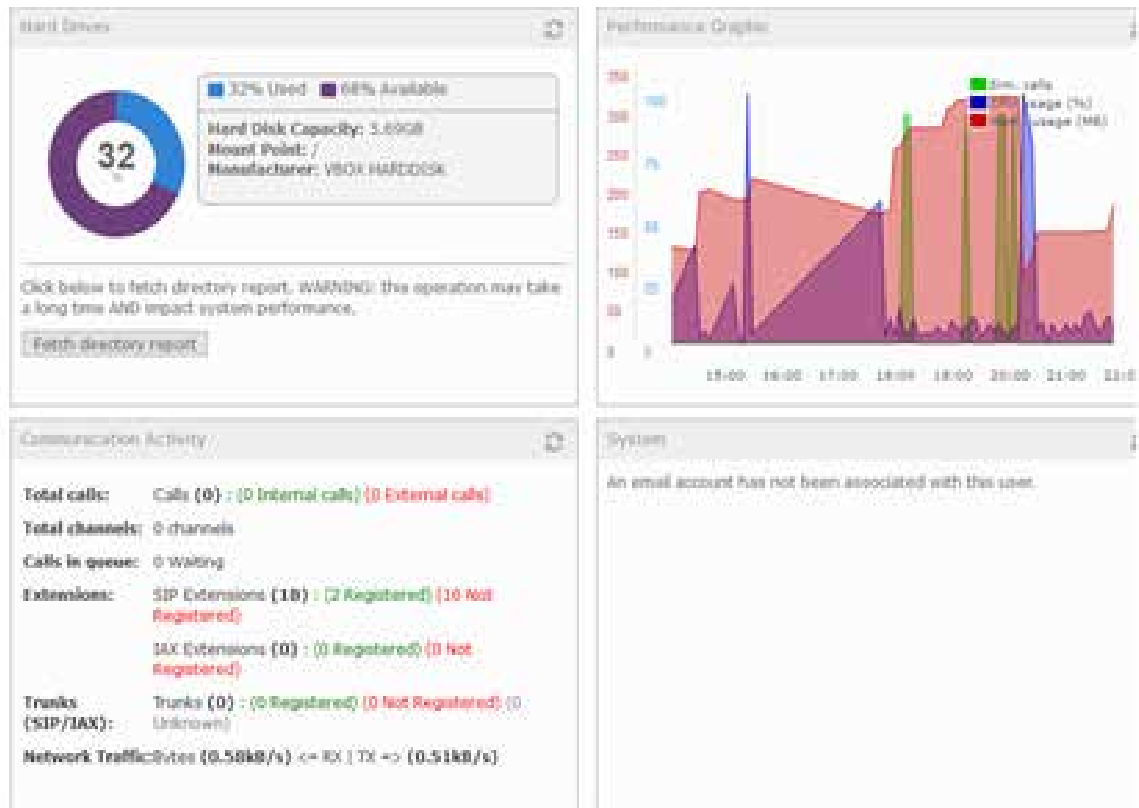 Hard Drives
32% Used 68% Available
32
%
Hard Disk Capacity: 5.69GB
Mount Point: /
Manufacturer: VBOX HARDDISK
Click below to fetch directory report. WARNING: this operation may take
a long time AND impact system performance.
Fetch directory report
Performance Graphic
350
300
250
200
150
100
50
0
100
75
50
25
0
Sim. calls
usage (%)
usage (MB)
15:00 16:00 17:00 18:00 19:00 20:00 21:00
Communication Activity
Total calls: Calls (0) : (0 Internal calls) (0 External calls)
Total channels: 0 channels
Calls in queue: 0 Waiting
Extensions: SIP Extensions (18) : (2 Registered) (16 Not
Registered)
IAX Extensions (0) : (0 Registered) (0 Not
Registered)
Trunks Trunks (0) : (0 Registered) (0 Not Registered) (0
(SIP/IAX): Unknown)
Network Traffic: Bytes (0.58kB/s) <= RX | TX => (0.51kB/s)
System
An email account has not been associated with this user.